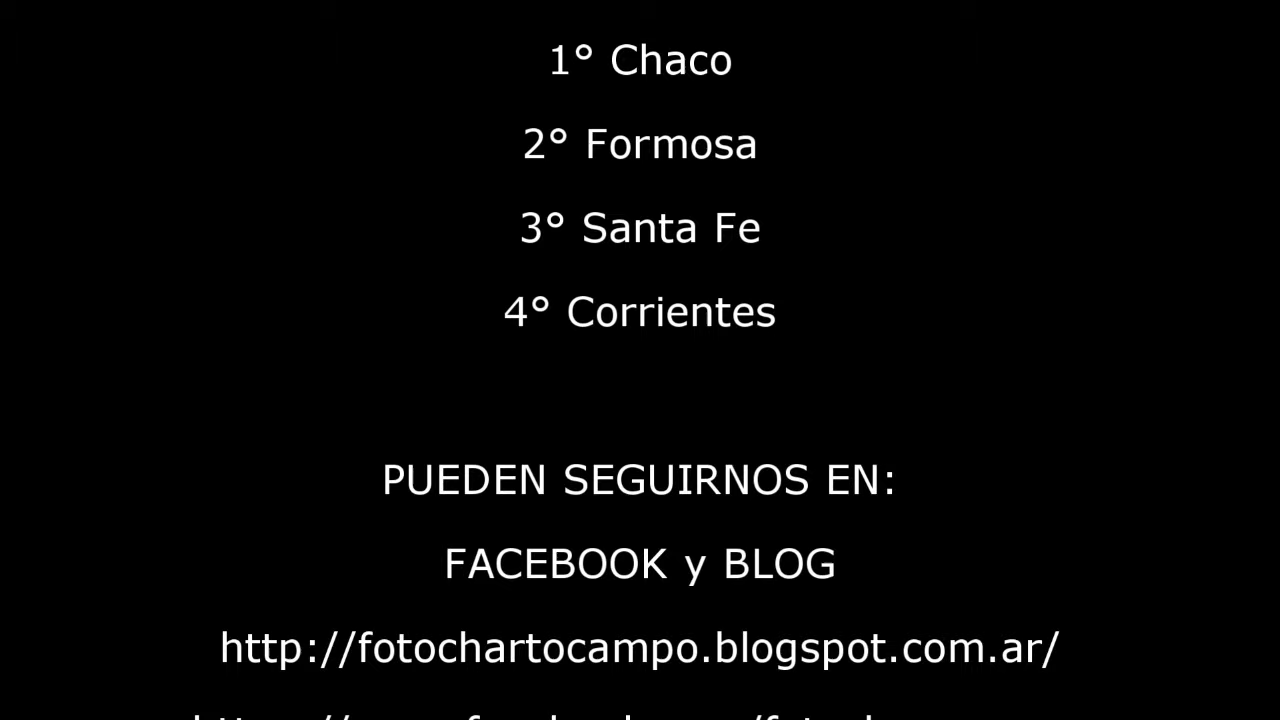 1° Chaco
2° Formosa
3° Santa Fe
4° Corrientes
PUEDEN SEGUIRNOS EN:
FACEBOOK y BLOG
http://fotochartocampo.blogspot.com.ar/